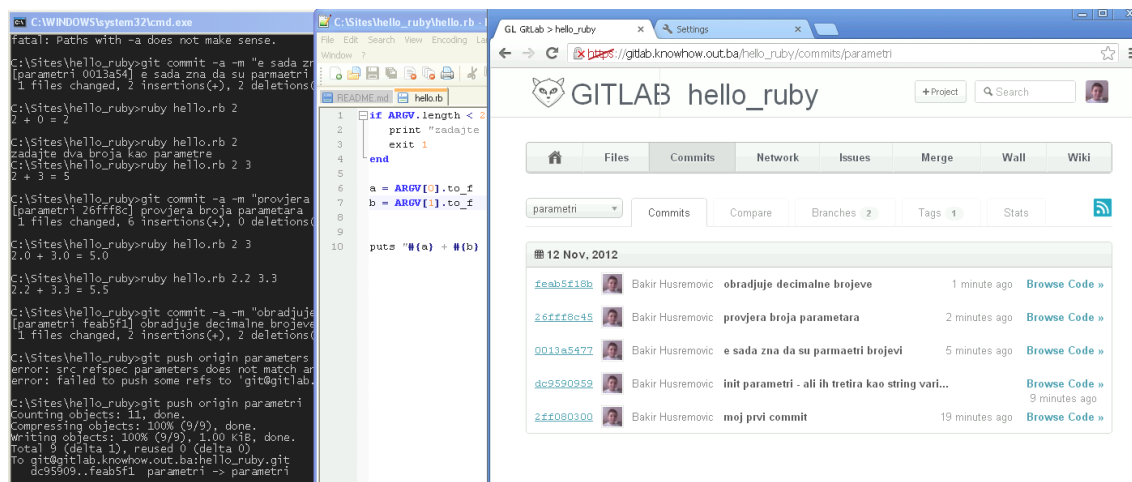 C:\WINDOWS\system32\cmd.exe
fatal: Paths with -a does not make sense.
C:\Sites\hello_ruby>git commit -a -m "e sada zn
[parametri 0013a54] e sada zna da su parmaetri
1 files changed, 2 insertions(+), 2 deletions(
C:\Sites\hello_ruby>ruby hello.rb 2
2 + 0 = 2
C:\Sites\hello_ruby>ruby hello.rb 2
zadajte dva broja kao parametre
C:\Sites\hello_ruby>ruby hello.rb 2 3
2 + 3 = 5
C:\Sites\hello_ruby>git commit -a -m "provjera
[parametri 26fff8c] provjera broja parametara
1 files changed, 6 insertions(+), 0 deletions(
C:\Sites\hello_ruby>ruby hello.rb 2 3
2.0 + 3.0 = 5.0
C:\Sites\hello_ruby>ruby hello.rb 2.2 3.3
2.2 + 3.3 = 5.5
C:\Sites\hello_ruby>git commit -a -m "obradjuje
[parametri feab5f1] obradjuje decimalne brojeve
1 files changed, 2 insertions(+), 2 deletions(
C:\Sites\hello_ruby>git push origin parameters
error: src refspec parameters does not match an
error: failed to push some refs to 'git@gitlab.
C:\Sites\hello_ruby>git push origin parametri
Counting objects: 11, done.
Compressing objects: 100% (9/9), done.
Writing objects: 100% (9/9), 1.00 KiB, done.
Total 9 (delta 1), reused 0 (delta 0)
To git@gitlab.knowhow.out.ba:hello_ruby.git
dc95909..feab5f1 parametri -> parametri
C:\Sites\hello_ruby\hello.rb -
File Edit Search View Encoding La
Window ?
README.md hello.rb
1 if ARGV.length < 2
2 print "zadajte
3 exit 1
4 end
5
6 a = ARGV[0].to_f
7 b = ARGV[1].to_f
8
9
10 puts "#{a} + #{b}
GL GitLab > hello_ruby
Settings
https://gitlab.knowhow.out.ba/hello_ruby/commits/parametri
GITLAB hello_ruby
+ Project
Search
Files Commits Network Issues Merge Wall Wiki
parametri Commits Compare Branches 2 Tags 1 Stats
12 Nov, 2012
feab5f18b Bakir Husremovic obradjuje decimalne brojeve 1 minute ago Browse Code »
26fff8c45 Bakir Husremovic provjera broja parametara 2 minutes ago Browse Code »
0013a5477 Bakir Husremovic e sada zna da su parmaetri brojevi 5 minutes ago Browse Code »
dc9590959 Bakir Husremovic init parametri - ali ih tretira kao string vari... Browse Code »
9 minutes ago
2ff080300 Bakir Husremovic moj prvi commit 19 minutes ago Browse Code »